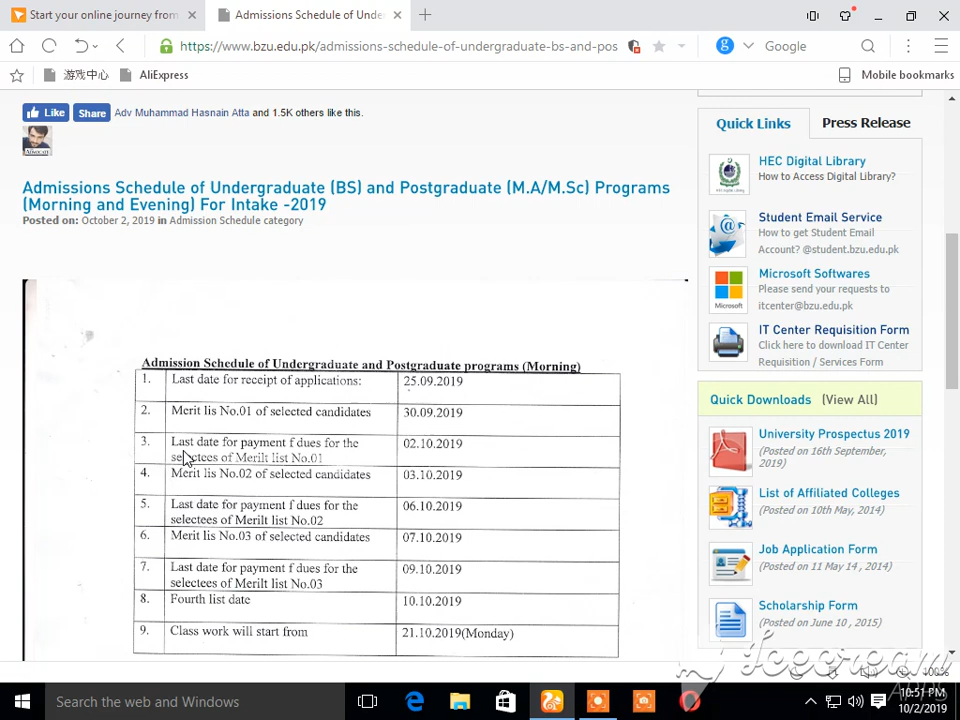 Start your online journey from
Admissions Schedule of Unde
https://www.bzu.edu.pk/admissions-schedule-of-undergraduate-bs-and-pos
Google
游戏中心
AliExpress
Mobile bookmarks
Like
Share
Adv Muhammad Hasnain Atta and 1.5K others like this.
Admissions Schedule of Undergraduate (BS) and Postgraduate (M.A/M.Sc) Programs
(Morning and Evening) For Intake -2019
Posted on: October 2, 2019 in Admission Schedule category
Admission Schedule of Undergraduate and Postgraduate programs (Morning)
1. Last date for receipt of applications: 25.09.2019
2. Merit lis No.01 of selected candidates 30.09.2019
3. Last date for payment f dues for the 02.10.2019
selectees of Merilt list No.01
4. Merit lis No.02 of selected candidates 03.10.2019
5. Last date for payment f dues for the 06.10.2019
selectees of Merilt list No.02
6. Merit lis No.03 of selected candidates 07.10.2019
7. Last date for payment f dues for the 09.10.2019
selectees of Merilt list No.03
8. Fourth list date 10.10.2019
9. Class work will start from 21.10.2019(Monday)
Quick Links
Press Release
HEC Digital Library
How to Access Digital Library?
Student Email Service
How to get Student Email
Account? @student.bzu.edu.pk
Microsoft
Microsoft Softwares
Please send your requests to
itcenter@bzu.edu.pk
IT Center Requisition Form
Click here to download IT Center
Requisition / Services Form
Quick Downloads (View All)
University Prospectus 2019
(Posted on 16th September,
2019)
List of Affiliated Colleges
(Posted on 10th May, 2014)
Job Application Form
(Posted on 11 May 14 , 2014)
Scholarship Form
(Posted on June 10 , 2015)
Icecream
Apps
100%
Search the web and Windows
10:51 PM
10/2/2019